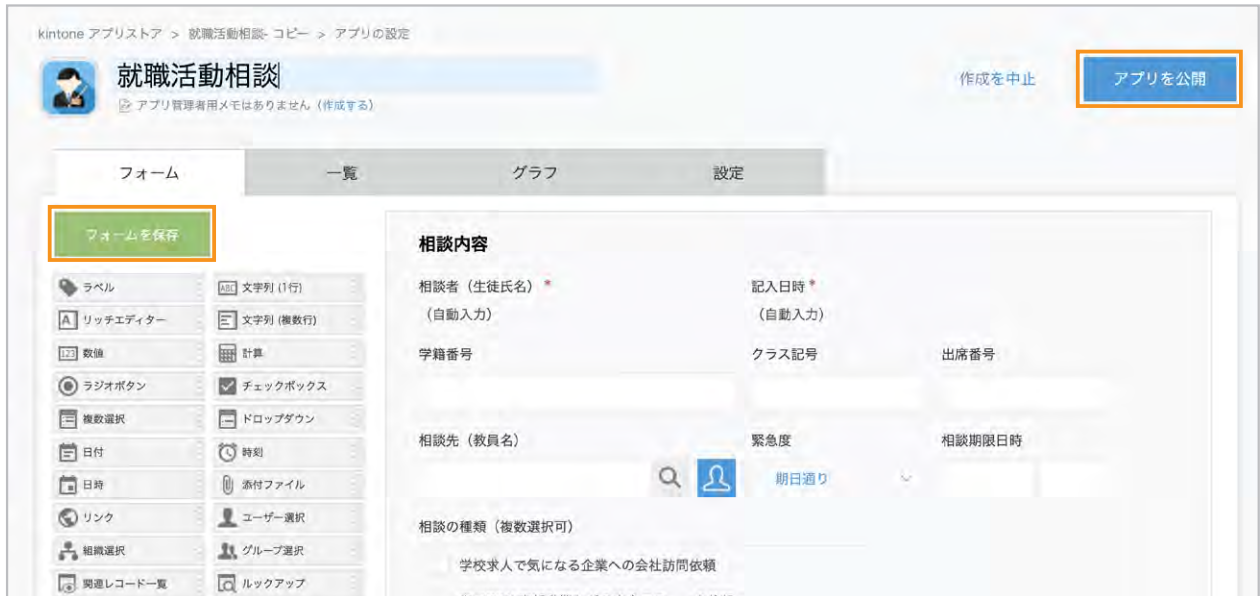 kintone アプリストア > 就職活動相談- コピー > アプリの設定
就職活動相談
アプリ管理者用メモはありません（作成する）
作成を中止
アプリを公開
フォーム 一覧 グラフ 設定
フォームを保存
ラベル
ABC 文字列 (1行)
A リッチエディター
文字列 (複数行)
123 数値
計算
ラジオボタン
チェックボックス
複数選択
ドロップダウン
日付
時刻
日時
添付ファイル
リンク
ユーザー選択
組織選択
グループ選択
関連レコード一覧
ルックアップ
相談内容
相談者（生徒氏名）* 記入日時*
（自動入力） （自動入力）
学籍番号 クラス記号 出席番号
相談先（教員名） 緊急度 相談期限日時
期日通り
相談の種類（複数選択可）
学校求人で気になる企業への会社訪問依頼